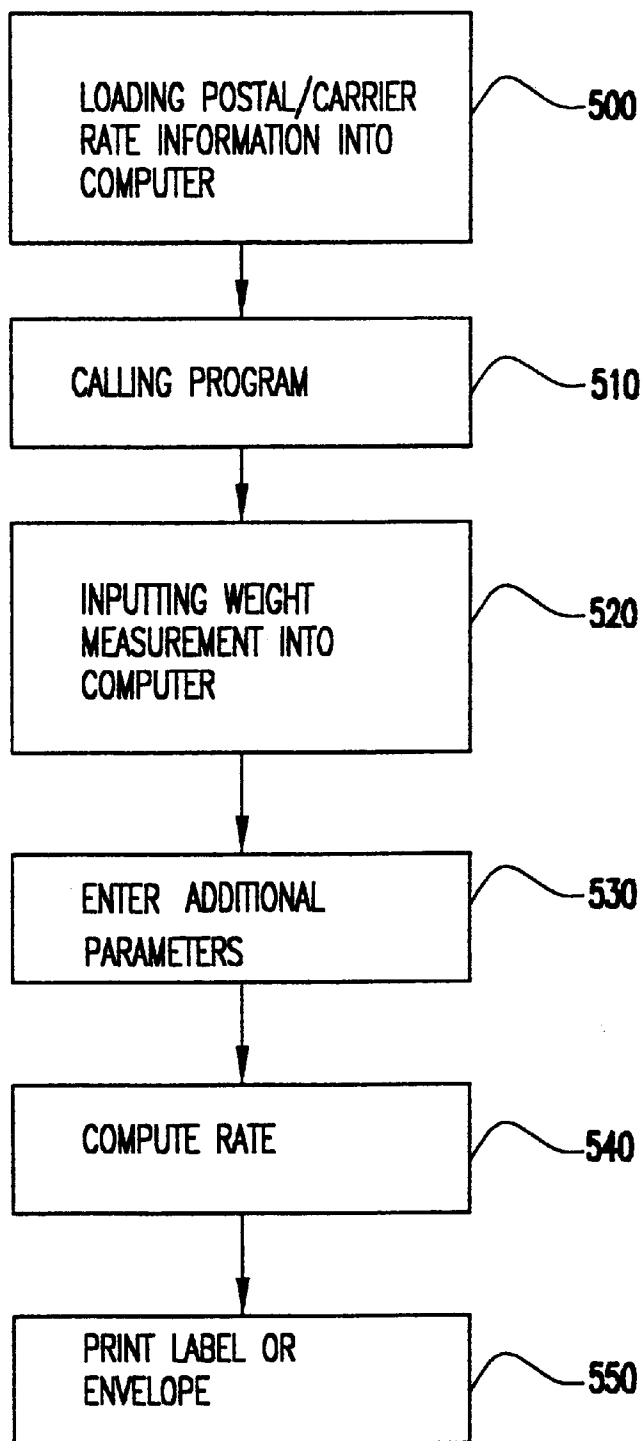 LOADING POSTAL/CARRIER
RATE INFORMATION INTO
COMPUTER
500
CALLING PROGRAM
510
INPUTTING WEIGHT
MEASUREMENT INTO
COMPUTER
520
ENTER ADDITIONAL
PARAMETERS
530
COMPUTE RATE
540
PRINT LABEL OR
ENVELOPE
550